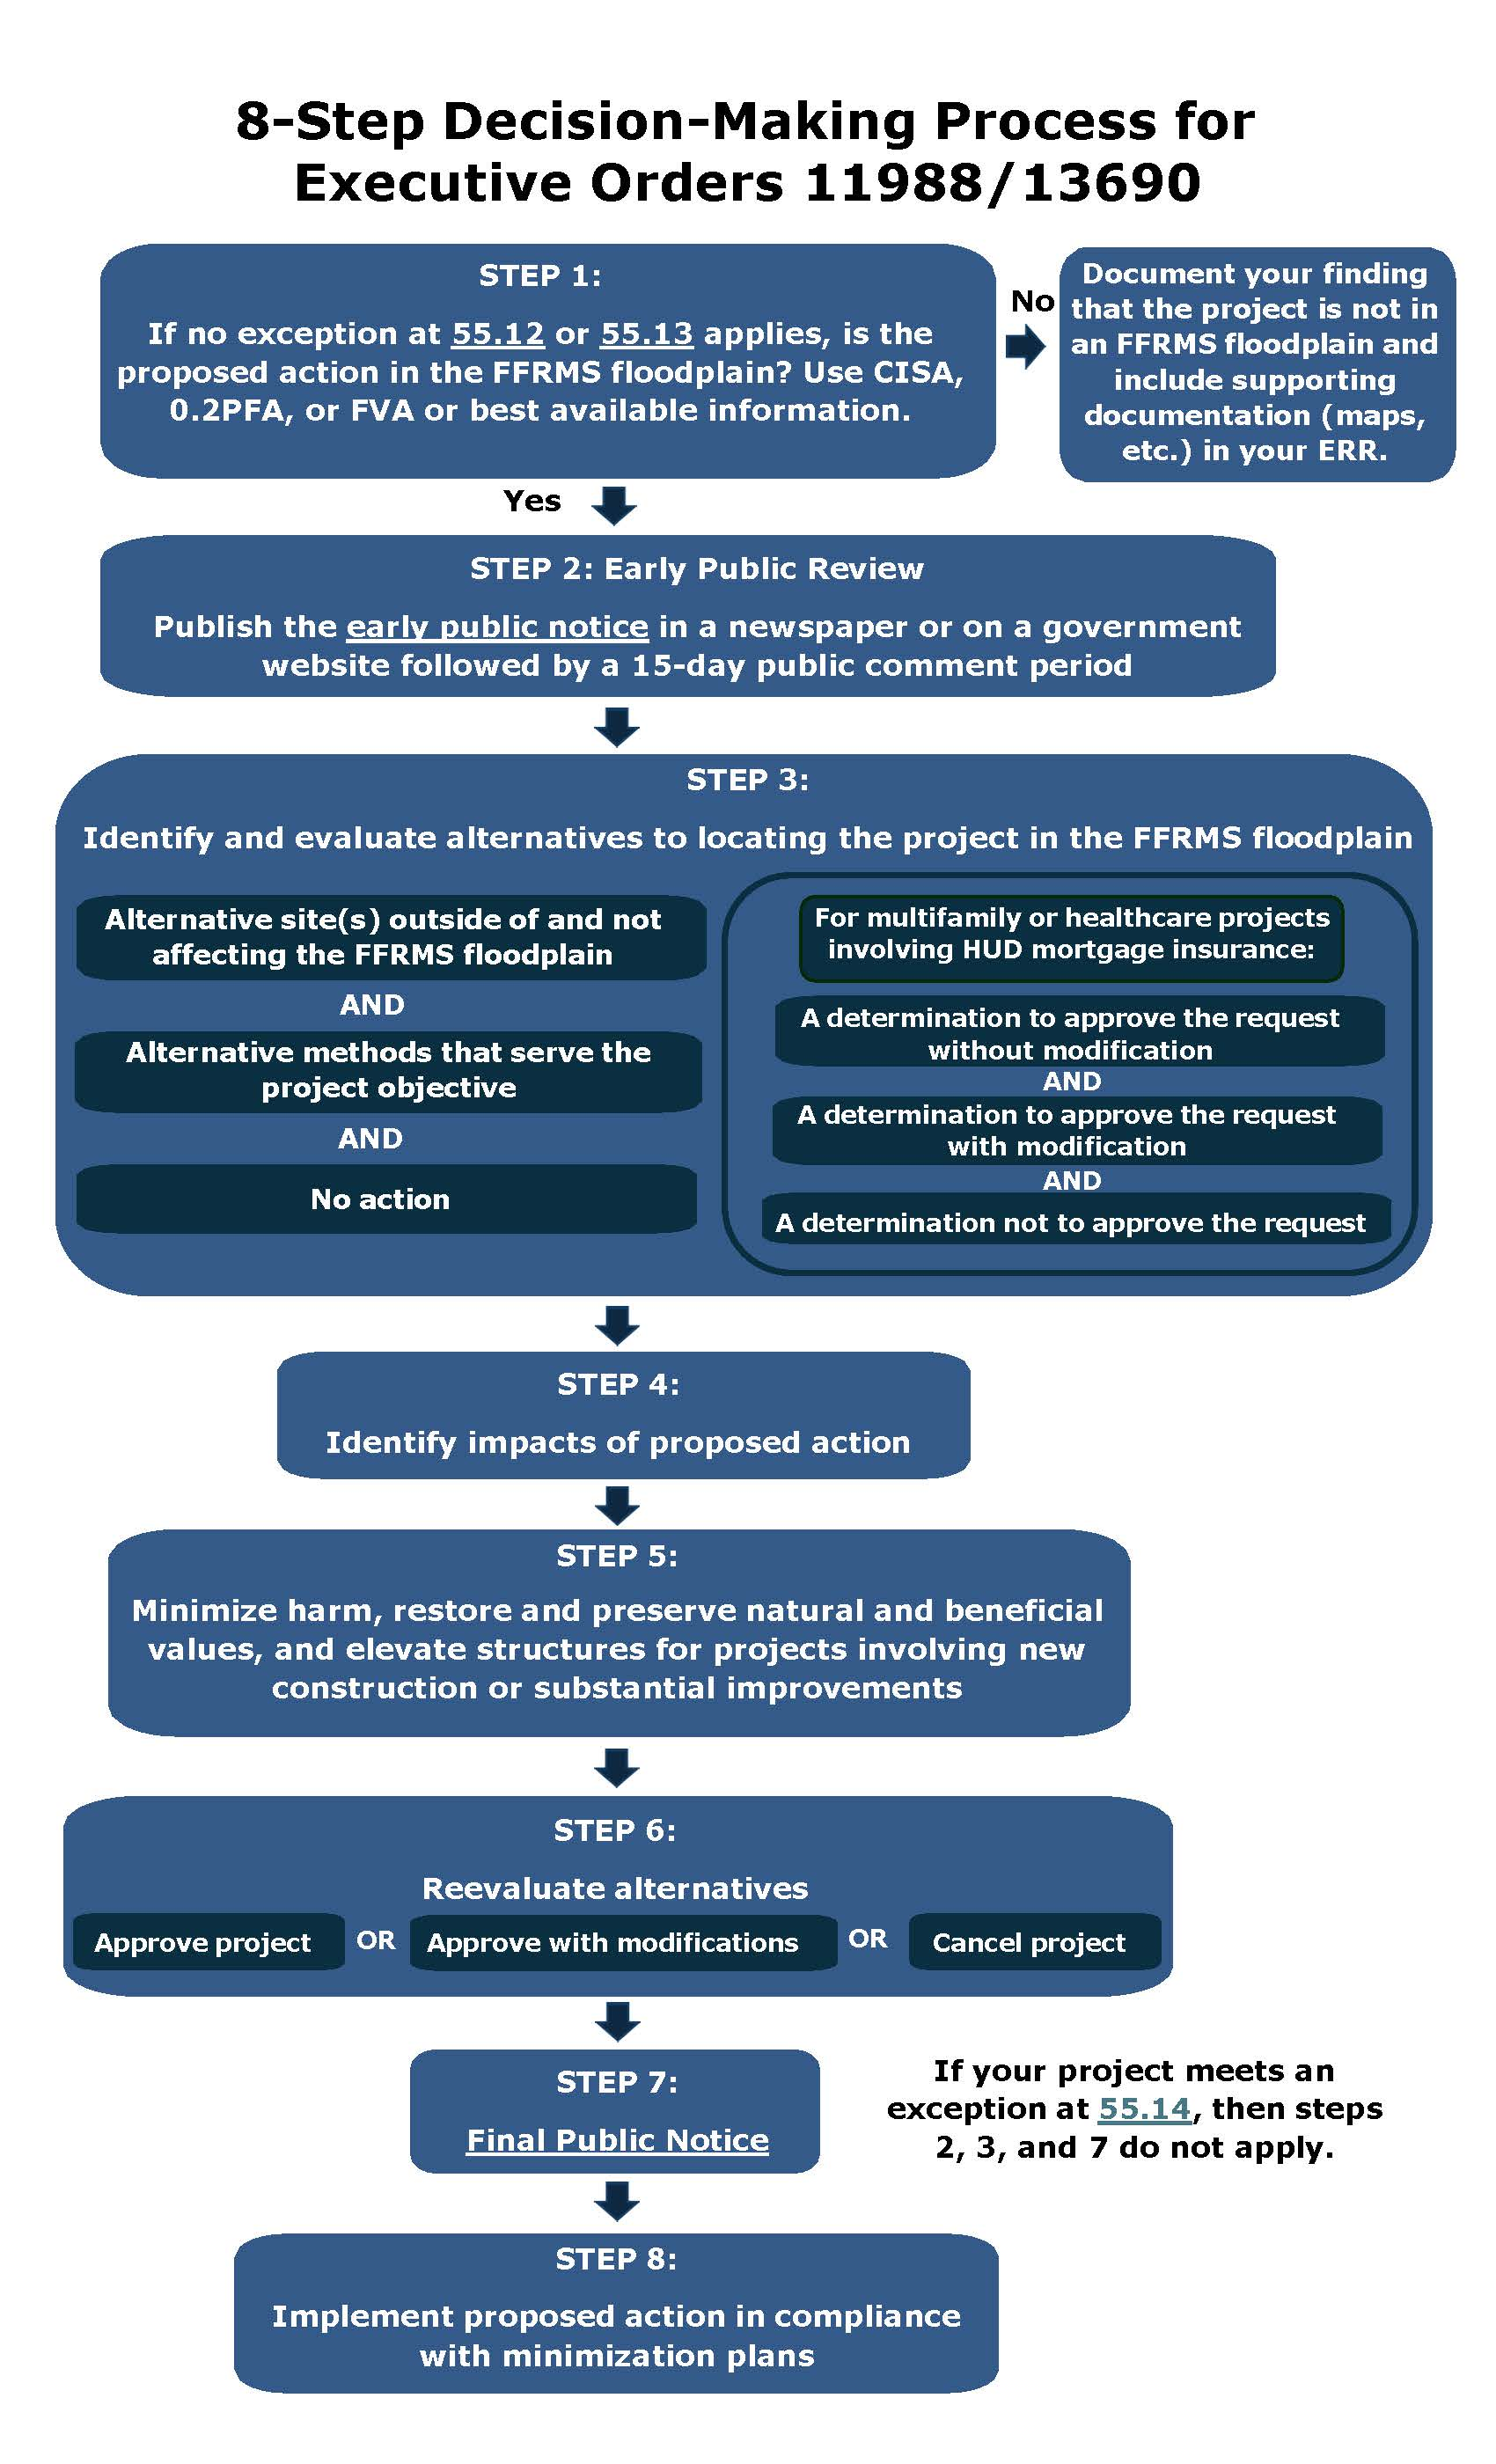 8-Step Decision-Making Process for
Executive Orders 11988/13690
STEP 1:
If no exception at 55.12 or 55.13 applies, is the
proposed action in the FFRMS floodplain? Use CISA,
0.2PFA, or FVA or best available information.
No
Document your finding
that the project is not in
an FFRMS floodplain and
include supporting
documentation (maps,
etc.) in your ERR.
Yes
STEP 2: Early Public Review
Publish the early public notice in a newspaper or on a government
website followed by a 15-day public comment period
STEP 3:
Identify and evaluate alternatives to locating the project in the FFRMS floodplain
Alternative site(s) outside of and not
affecting the FFRMS floodplain
AND
Alternative methods that serve the
project objective
AND
No action
For multifamily or healthcare projects
involving HUD mortgage insurance:
A determination to approve the request
without modification
AND
A determination to approve the request
with modification
AND
A determination not to approve the request
STEP 4:
Identify impacts of proposed action
STEP 5:
Minimize harm, restore and preserve natural and beneficial
values, and elevate structures for projects involving new
construction or substantial improvements
STEP 6:
Reevaluate alternatives
Approve project OR Approve with modifications OR Cancel project
STEP 7:
Final Public Notice
If your project meets an
exception at 55.14, then steps
2, 3, and 7 do not apply.
STEP 8:
Implement proposed action in compliance
with minimization plans